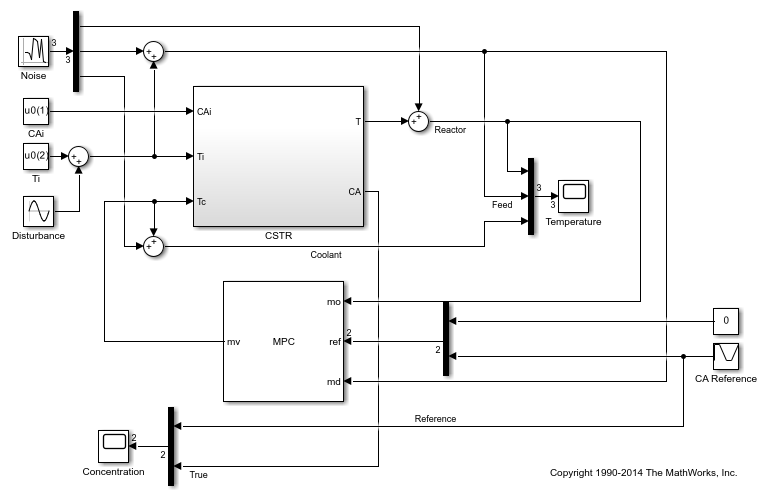 3
3
Noise
u0(1)
CAi
u0(2)
Ti
Disturbance
CAi
Ti
Tc
T
CA
CSTR
Reactor
Feed
Coolant
3
3
Temperature
mo
ref
md
mv
MPC
2
2
0
CA Reference
Reference
True
2
2
Concentration
Copyright 1990-2014 The MathWorks, Inc.